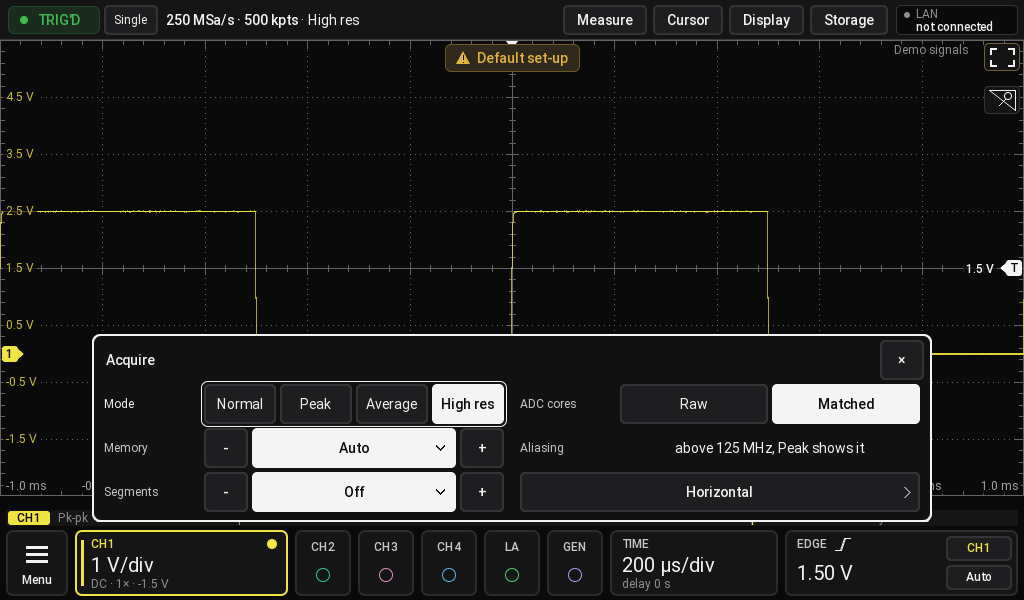 TRIG'D
Single
250 MSa/s · 500 kpts · High res
Measure
Cursor
Display
Storage
LAN
not connected
Default set-up
Demo signals
4.5 V
3.5 V
2.5 V
1.5 V
1.5 V
T
0.5 V
1
-0.5 V
-1.5 V
-1.0 ms
1.0 ms
Acquire
×
Mode
Normal
Peak
Average
High res
ADC cores
Raw
Matched
Memory
-
Auto
+
Aliasing
above 125 MHz, Peak shows it
Segments
-
Off
+
Horizontal
CH1
Pk-pk
Menu
CH1
1 V/div
DC · 1× · -1.5 V
CH2
CH3
CH4
LA
GEN
TIME
200 µs/div
delay 0 s
EDGE
1.50 V
CH1
Auto